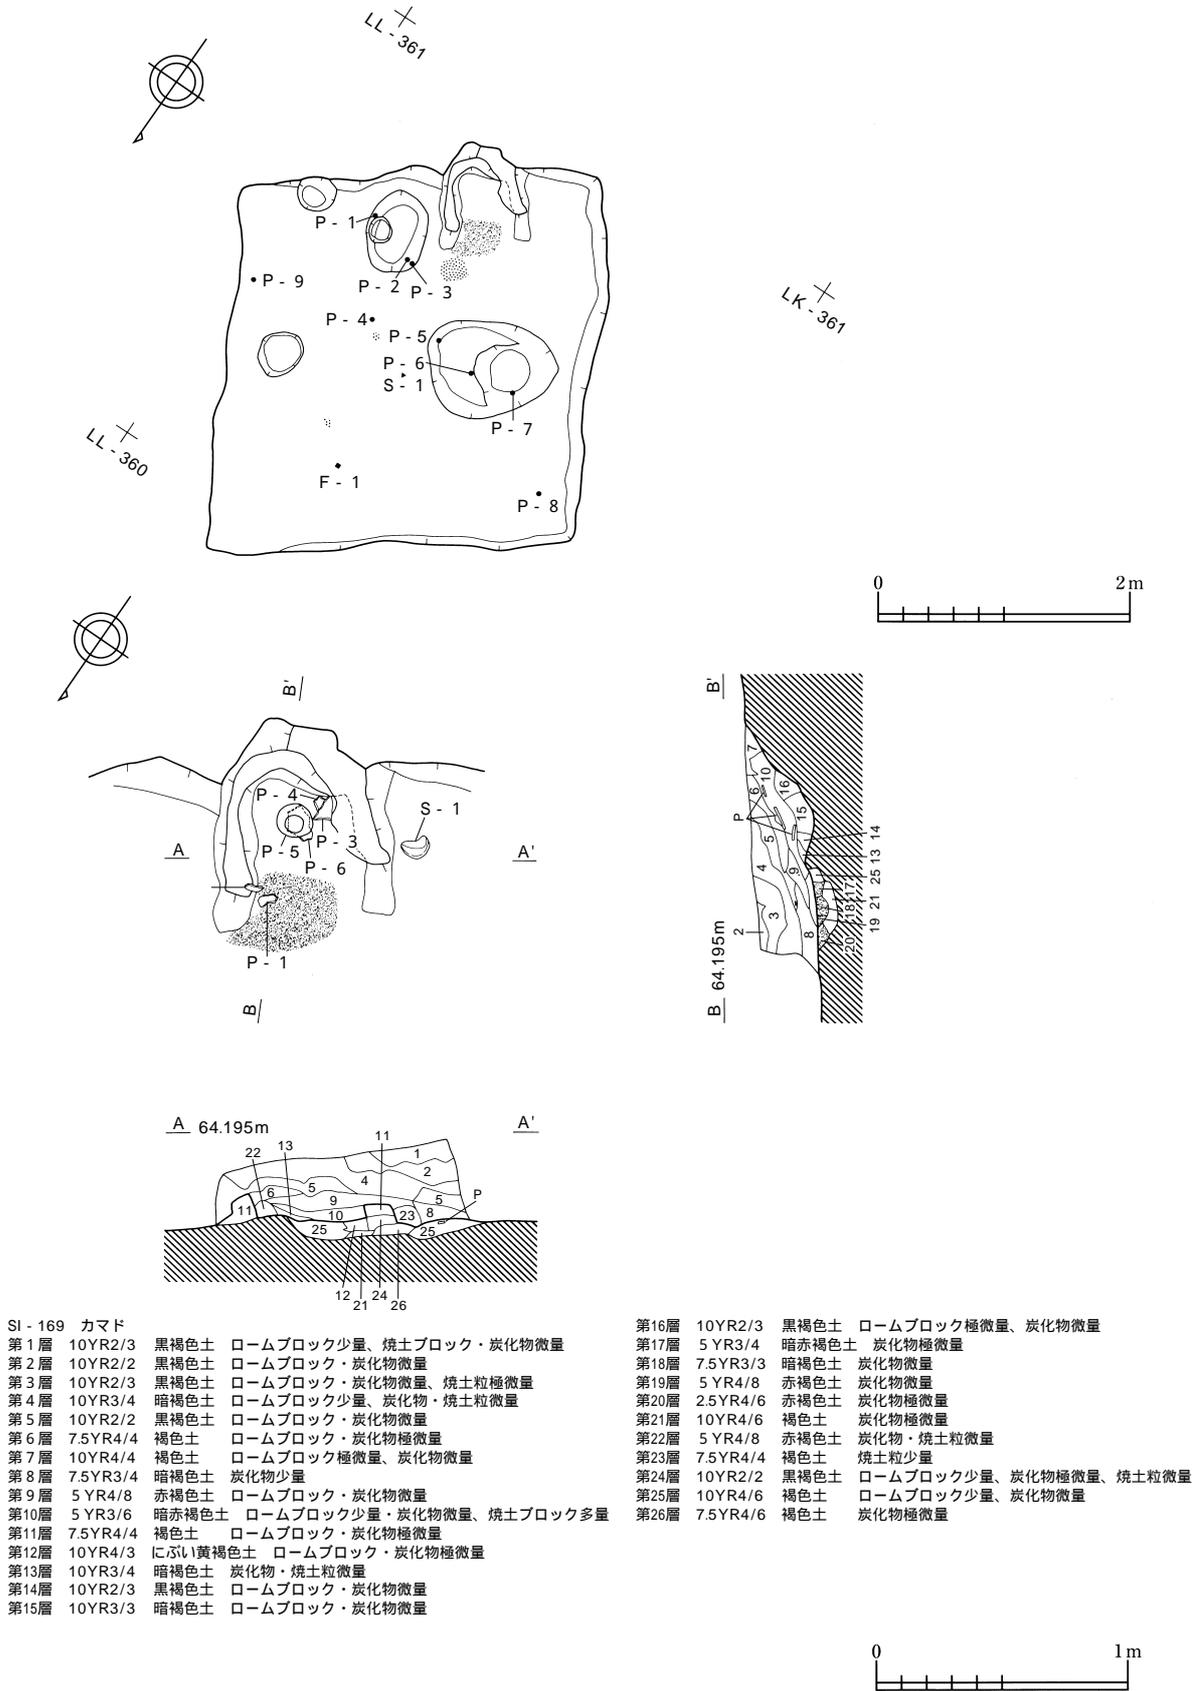 LL - 361
P - 1
P - 9
P - 2
P - 3
P - 4
P - 5
P - 6
S - 1
P - 7
LK - 361
LL - 360
F - 1
P - 8
0 2m
B'
P - 4
S - 1
P - 3
P - 5
P - 6
A A'
P - 1
B
B'
7
10
6
16
15
P
5
14
13
4
9
25
17
21
3
18
19
2
8
20
B 64.195m
A 64.195m A'
11
13
22
1
2
4
5
6
9
5
P
11
10
23
8
25
25
12
21
24
26
SI - 169 カマド
第1層 10YR2/3 黒褐色土 ロームブロック少量、焼土ブロック・炭化物微量
第2層 10YR2/2 黒褐色土 ロームブロック・炭化物微量
第3層 10YR2/3 黒褐色土 ロームブロック・炭化物微量、焼土粒極微量
第4層 10YR3/4 暗褐色土 ロームブロック少量、炭化物・焼土粒微量
第5層 10YR2/2 黒褐色土 ロームブロック・炭化物微量
第6層 7.5YR4/4 褐色土 ロームブロック・炭化物極微量
第7層 10YR4/4 褐色土 ロームブロック極微量、炭化物微量
第8層 7.5YR3/4 暗褐色土 炭化物少量
第9層 5YR4/8 赤褐色土 ロームブロック・炭化物微量
第10層 5YR3/6 暗赤褐色土 ロームブロック少量・炭化物微量、焼土ブロック多量
第11層 7.5YR4/4 褐色土 ロームブロック・炭化物極微量
第12層 10YR4/3 にぶい黄褐色土 ロームブロック・炭化物極微量
第13層 10YR3/4 暗褐色土 炭化物・焼土粒微量
第14層 10YR2/3 黒褐色土 ロームブロック・炭化物微量
第15層 10YR3/3 暗褐色土 ロームブロック・炭化物微量
第16層 10YR2/3 黒褐色土 ロームブロック極微量、炭化物微量
第17層 5YR3/4 暗赤褐色土 炭化物極微量
第18層 7.5YR3/3 暗褐色土 炭化物微量
第19層 5YR4/8 赤褐色土 炭化物微量
第20層 2.5YR4/6 赤褐色土 炭化物極微量
第21層 10YR4/6 褐色土 炭化物極微量
第22層 5YR4/8 赤褐色土 炭化物・焼土粒微量
第23層 7.5YR4/4 褐色土 焼土粒少量
第24層 10YR2/2 黒褐色土 ロームブロック少量、炭化物極微量、焼土粒微量
第25層 10YR4/6 褐色土 ロームブロック少量、炭化物微量
第26層 7.5YR4/6 褐色土 炭化物極微量
0 1m